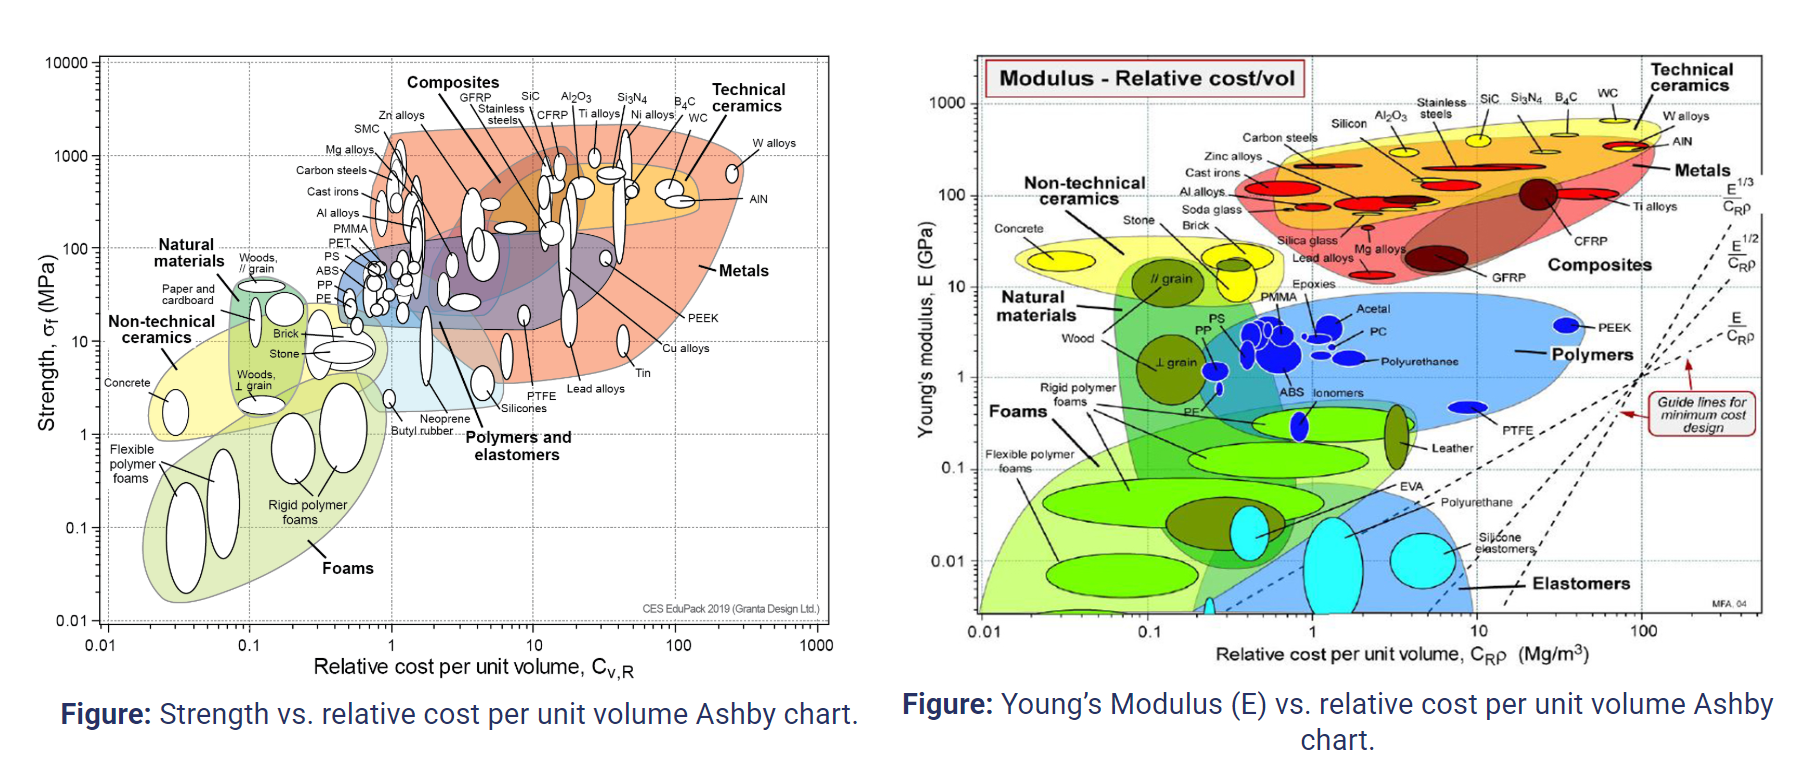 10000
1000
100
10
1
0.1
0.01
Strength, σf (MPa)
Composites
GFRP
Stainless
steels
SiC
CFRP
Al2O3
Ti alloys
Si3N4
Ni alloys
B4C
WC
Technical
ceramics
W alloys
Zn alloys
SMC
Mg alloys
Carbon steels
Cast irons
Al alloys
PMMA
PET
PS
ABS
PP
PE
AlN
Metals
PEEK
Cu alloys
Tin
Lead alloys
PTFE
Silicones
Neoprene
Butyl rubber
Polymers and
elastomers
Natural
materials
Woods,
// grain
Paper and
cardboard
Non-technical
ceramics
Brick
Stone
Woods,
⊥ grain
Concrete
Flexible
polymer
foams
Rigid polymer
foams
Foams
CES EduPack 2019 (Granta Design Ltd.)
0.01
0.1
1
10
100
1000
Relative cost per unit volume, Cv,R
Figure: Strength vs. relative cost per unit volume Ashby chart.
Modulus - Relative cost/vol
1000
100
10
1
0.1
0.01
Young's modulus, E (GPa)
Technical
ceramics
WC
B4C
Si3N4
SiC
Stainless
steels
Al2O3
Silicon
W alloys
AlN
Metals
Carbon steels
Zinc alloys
Cast irons
Al alloys
Soda glass
Non-technical
ceramics
Stone
Brick
Concrete
Silica glass
Mg alloys
Lead alloys
Ti alloys
CFRP
Composites
GFRP
E1/3
CRρ
E1/2
CRρ
E
CRρ
Natural
materials
// grain
Wood
⊥ grain
Epoxies
PMMA
PS
PP
PE
Acetal
PC
PEEK
Polymers
Polyurethanee
ABS
Ionomers
PTFE
Guide lines for
minimum cost
design
Rigid polymer
foams
Foams
Flexible polymer
foams
Leather
EVA
Polyurethane
Silicone
elastomers
Elastomers
MFA, 04
0.01
0.1
1
10
100
Relative cost per unit volume, CRρ (Mg/m3)
Figure: Young's Modulus (E) vs. relative cost per unit volume Ashby
chart.